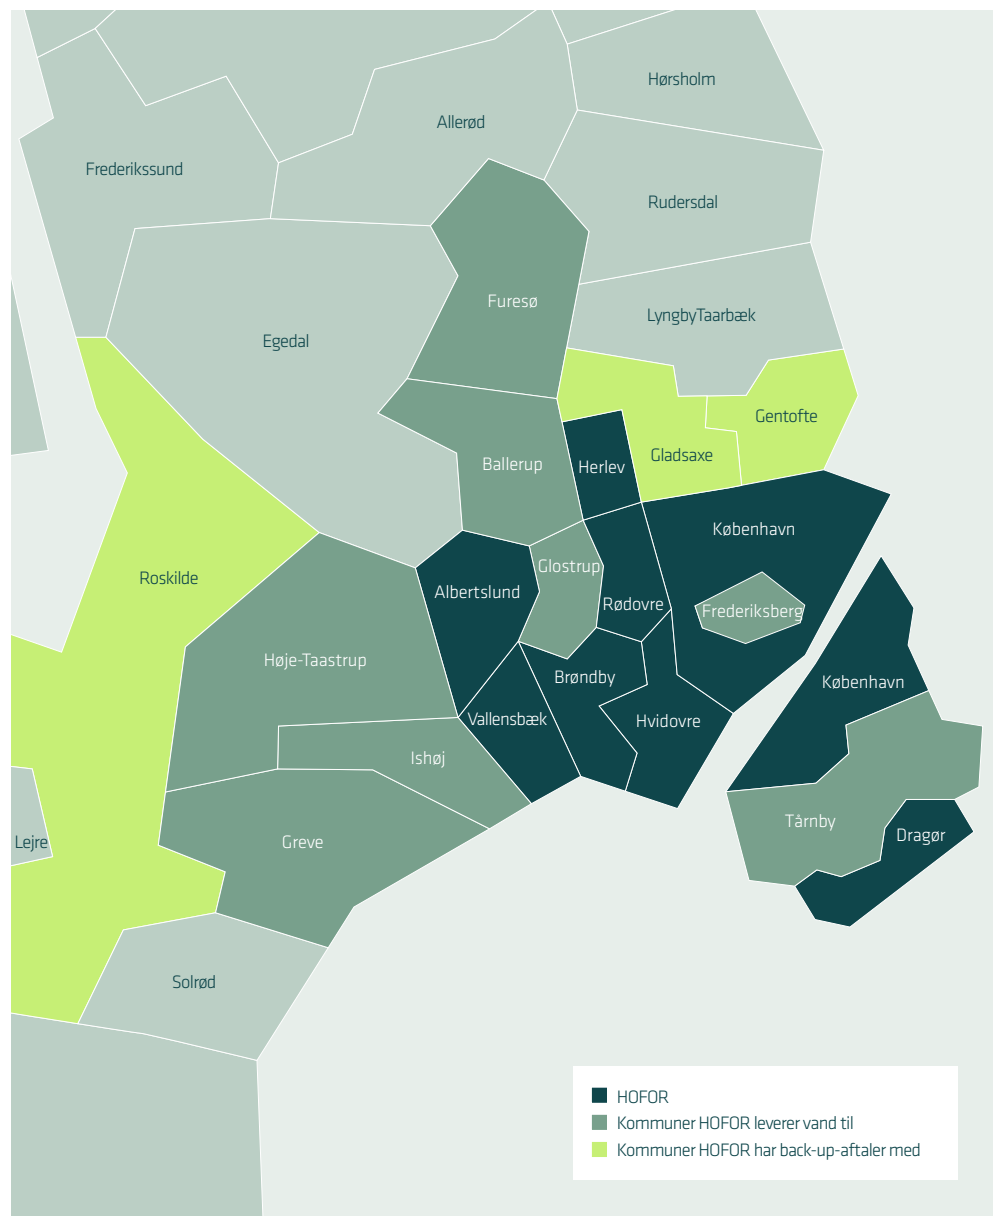 Hørsholm
Allerød
Frederikssund
Rudersdal
Furesø
LyngbyTaarbæk
Egedal
Gentofte
Gladsaxe
Ballerup
Herlev
København
Glostrup
Roskilde
Albertslund
Rødovre
Frederiksberg
Høje-Taastrup
Brøndby
København
Vallensbæk
Hvidovre
Ishøj
Tårnby
Dragør
Lejre
Greve
Solrød
HOFOR
Kommuner HOFOR leverer vand til
Kommuner HOFOR har back-up-aftaler med